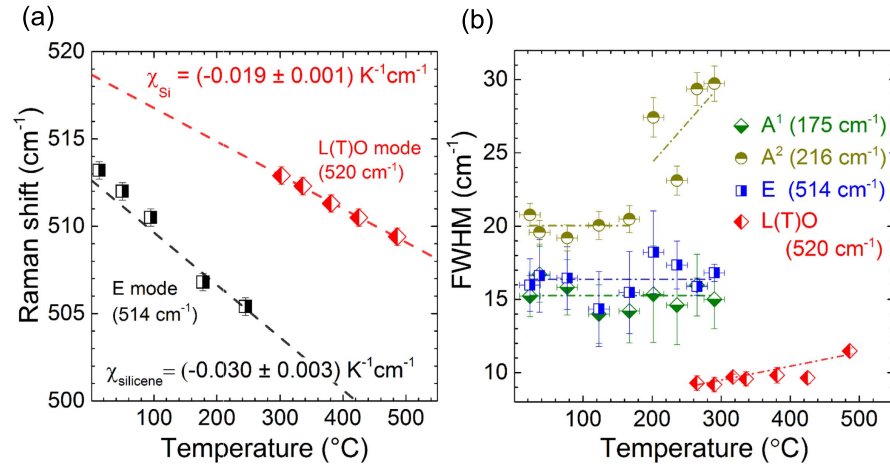 (a)
520
515
510
505
500
Raman shift (cm⁻¹)
χSi = (-0.019 ± 0.001) K⁻¹cm⁻¹
L(T)O mode
(520 cm⁻¹)
E mode
(514 cm⁻¹)
χsilicene= (-0.030 ± 0.003) K⁻¹cm⁻¹
100 200 300 400 500
Temperature (°C)
(b)
30
25
20
15
10
FWHM (cm⁻¹)
A¹ (175 cm⁻¹)
A² (216 cm⁻¹)
E (514 cm⁻¹)
L(T)O
(520 cm⁻¹)
0 100 200 300 400 500
Temperature (°C)